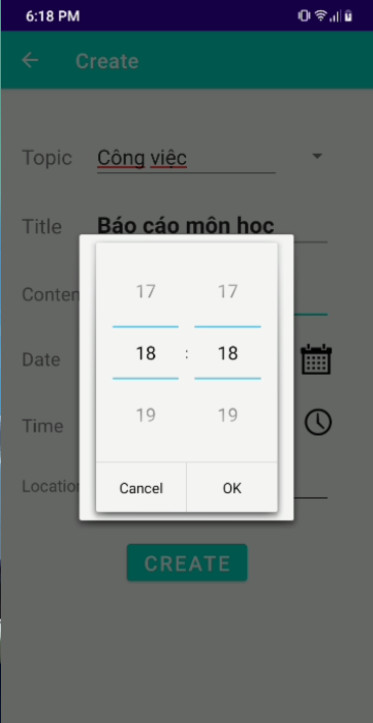 6:18 PM
Create
Topic Công việc
Title Báo cáo môn học
17 17
Date
18 : 18
Time
19 19
Cancel OK
CREATE